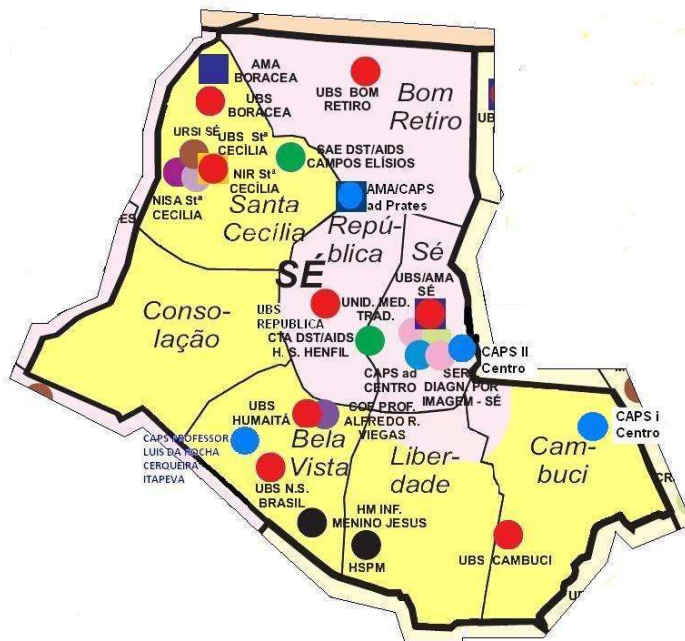 AMA
BORACEA
UBS BOM
RETIRO
Bom
Retiro
UBS
BORACEA
URSI SÉ
UBS Stª
CECÍLIA
SAE DST/AIDS
CAMPOS ELÍSIOS
NIR Stª
CECÍLIA
NISA Stª
CECILIA
Santa
Cecília
AMA/CAPS
ad Prates
Repú-
blica
Sé
SÉ
UBS/AMA
SÉ
Conso-
lação
UBS
REPUBLICA
UNID. MED.
TRAD.
CTA DST/AIDS
H. S. HENFIL
CAPS II
Centro
CAPS ad
CENTRO
SER
DIAGN. POR
IMAGEM - SÉ
UBS
HUMAITÁ
COE PROF.
ALFREDO R.
VIEGAS
CAPS i
Centro
CAPS PROFESSOR
LUIS DA ROCHA
CERQUEIRA -
ITAPEVA
Bela
Vista
Liber-
dade
Cam-
buci
UBS N.S.
BRASIL
HM INF.
MENINO JESUS
HSPM
UBS CAMBUCI